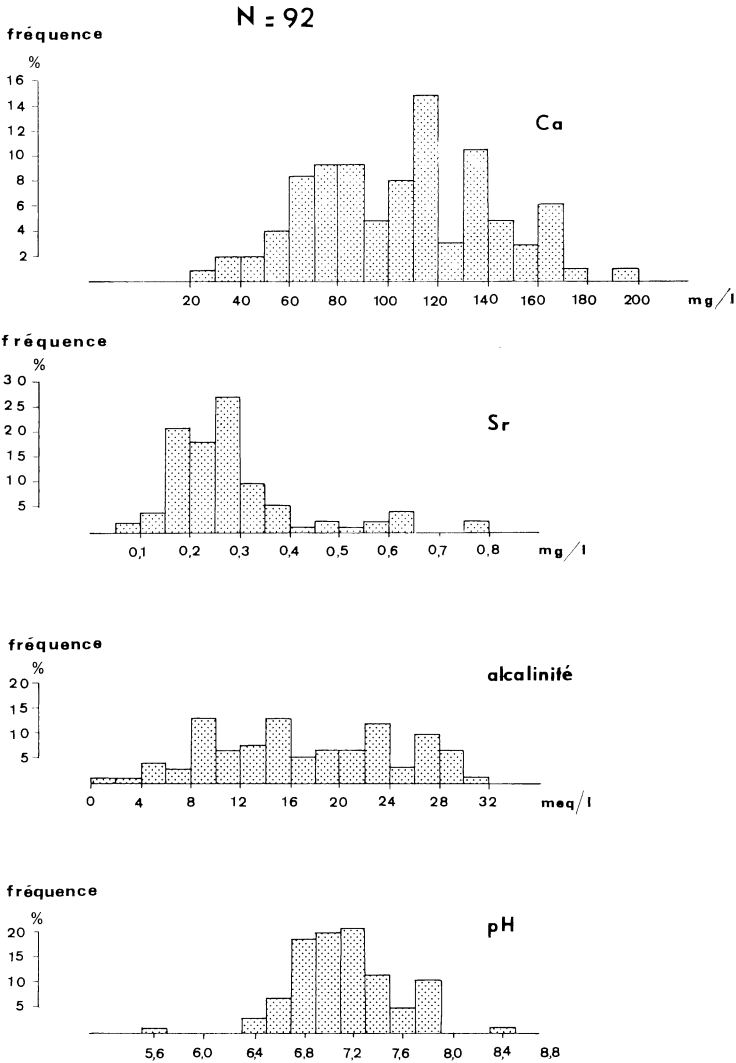 N = 92
fréquence
%
16
14
12
10
8
6
4
2
Ca
20 40 60 80 100 120 140 160 180 200 mg/l
fréquence
%
30
25
20
15
10
5
Sr
0,1 0,2 0,3 0,4 0,5 0,6 0,7 0,8 mg/l
fréquence
%
20
15
10
5
alcalinité
0 4 8 12 16 20 24 28 32 meq/l
fréquence
%
20
15
10
5
pH
5,6 6,0 6,4 6,8 7,2 7,6 8,0 8,4 8,8